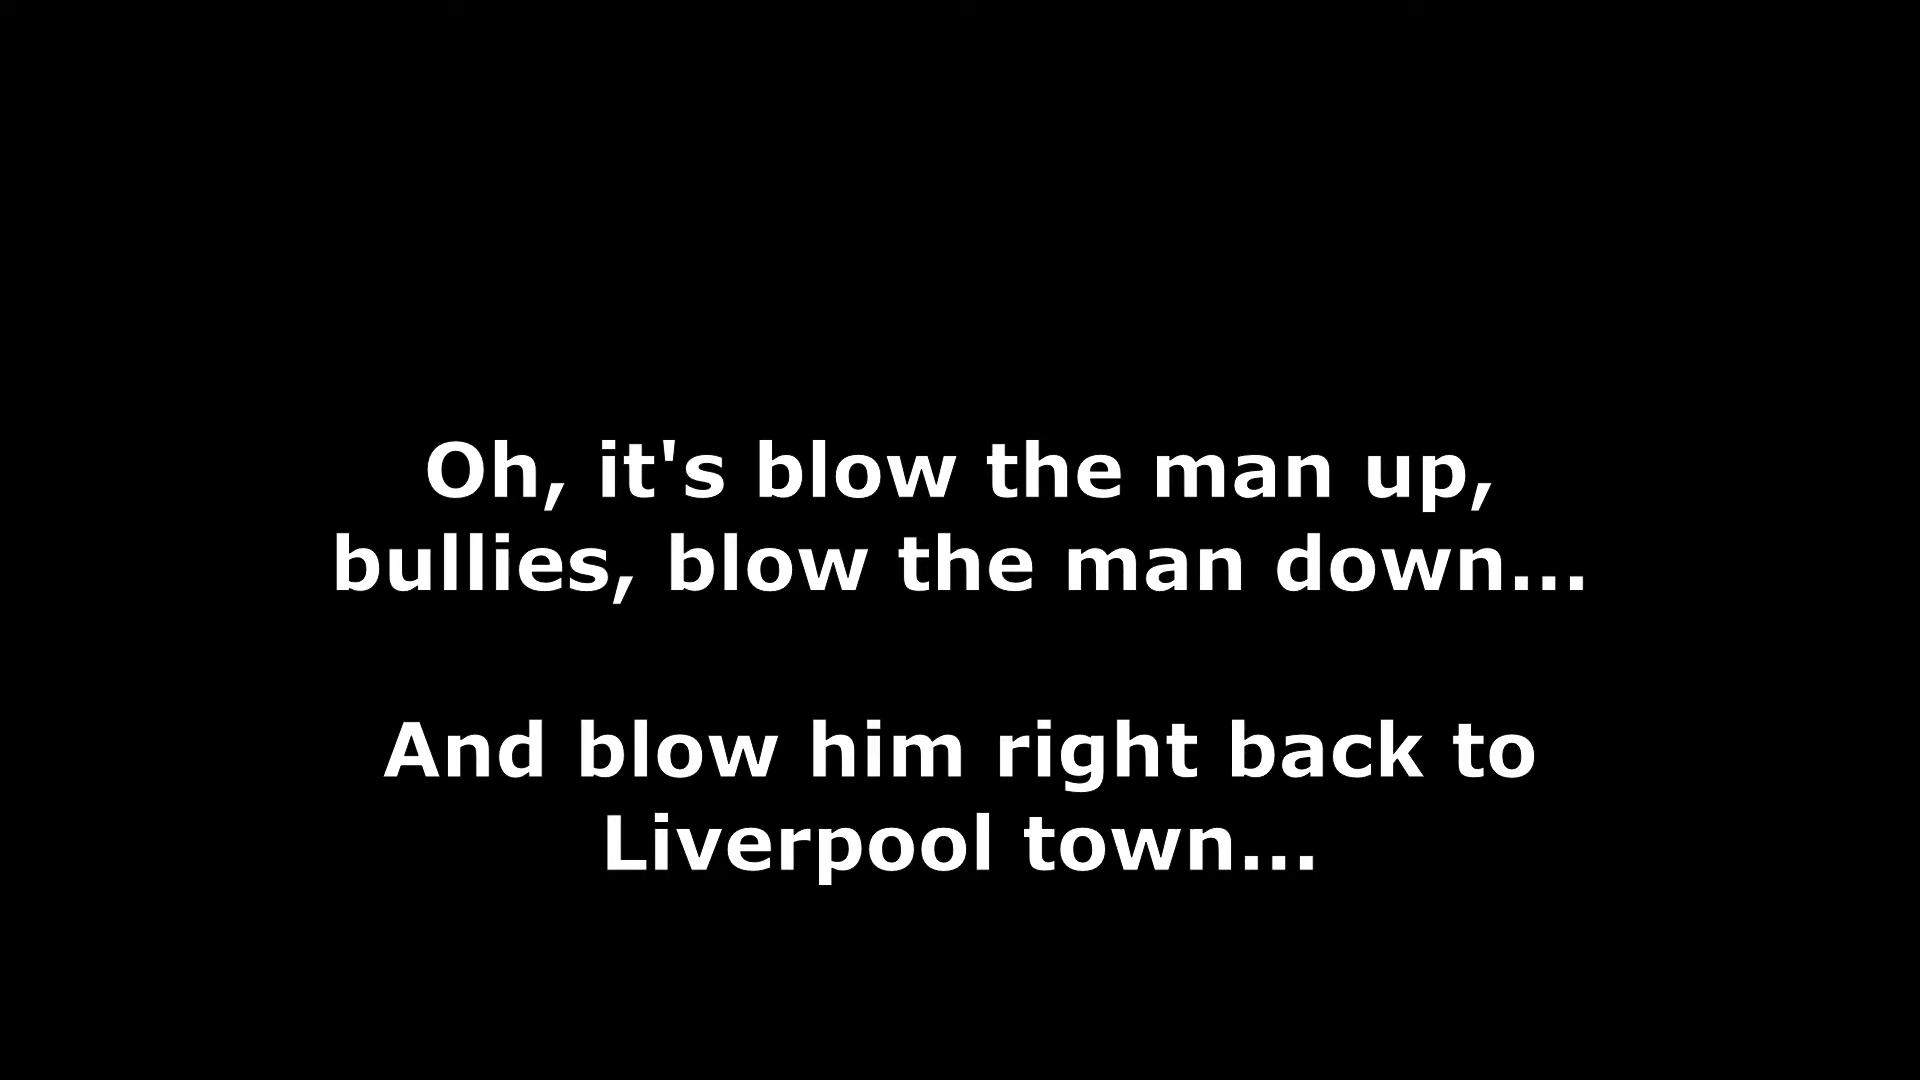 Oh, it's blow the man up,
bullies, blow the man down...
And blow him right back to
Liverpool town...